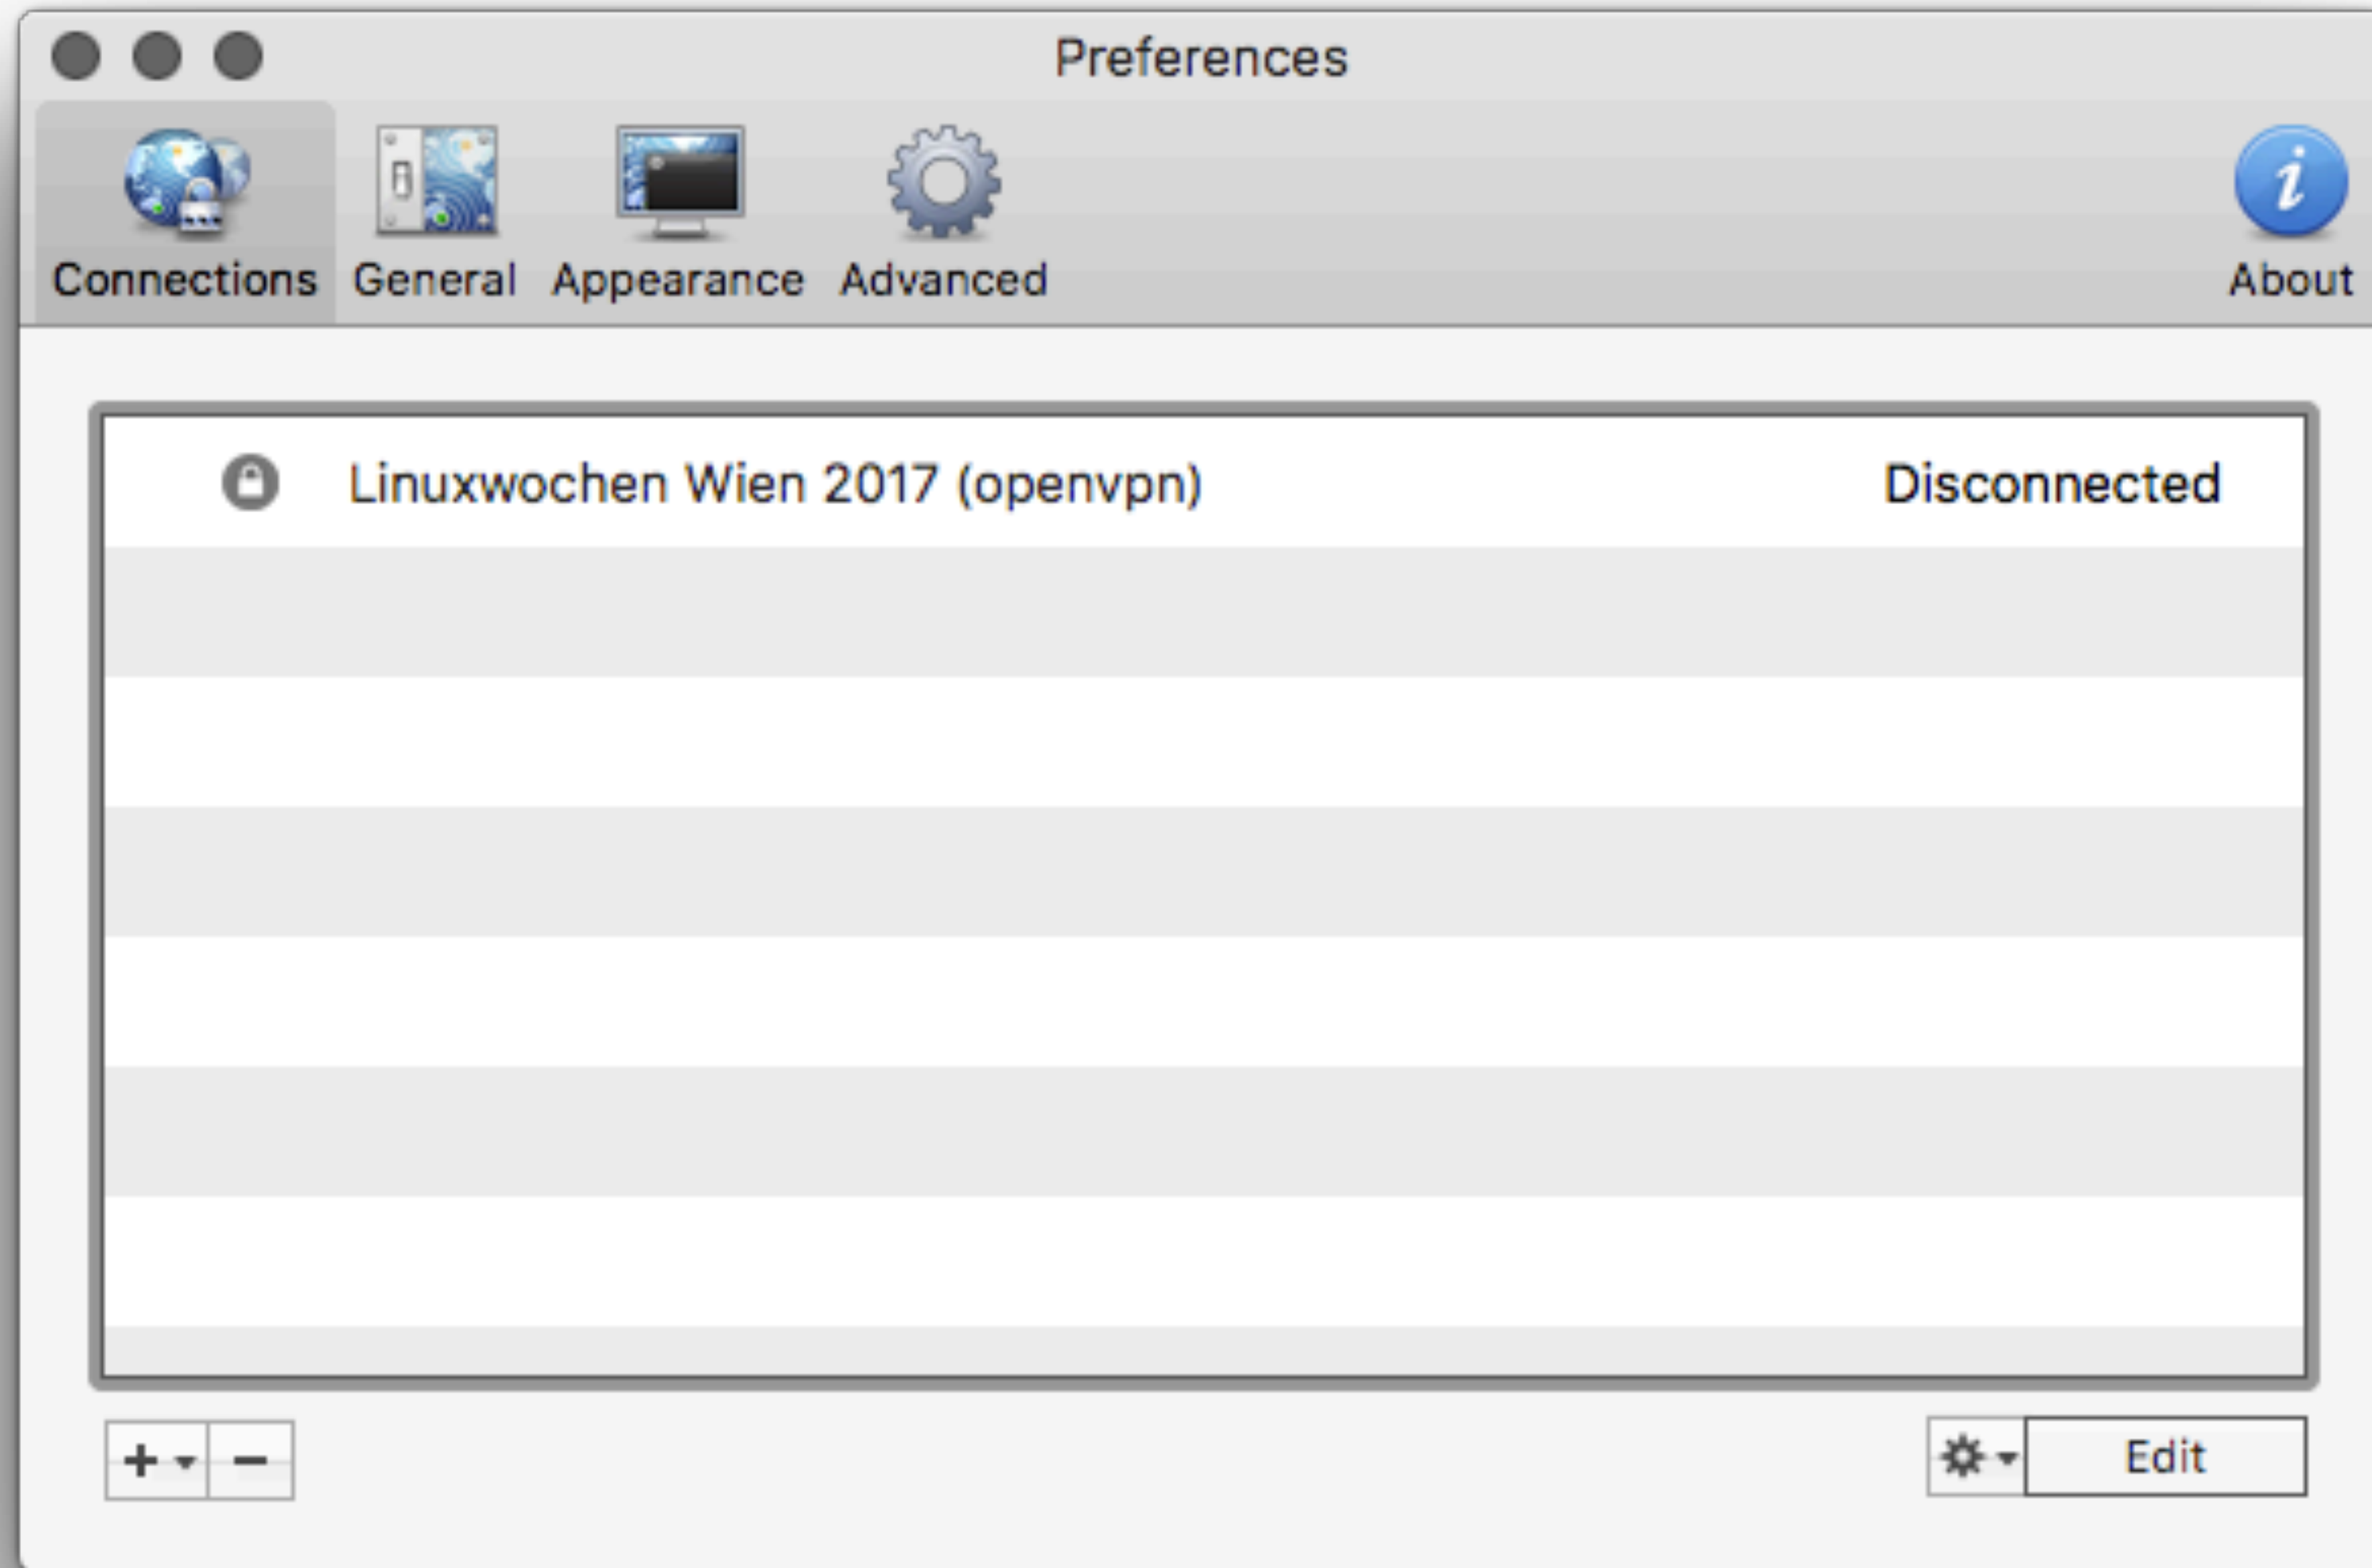 Preferences
Connections General Appearance Advanced About
Linuxwochen Wien 2017 (openvpn) Disconnected
Edit